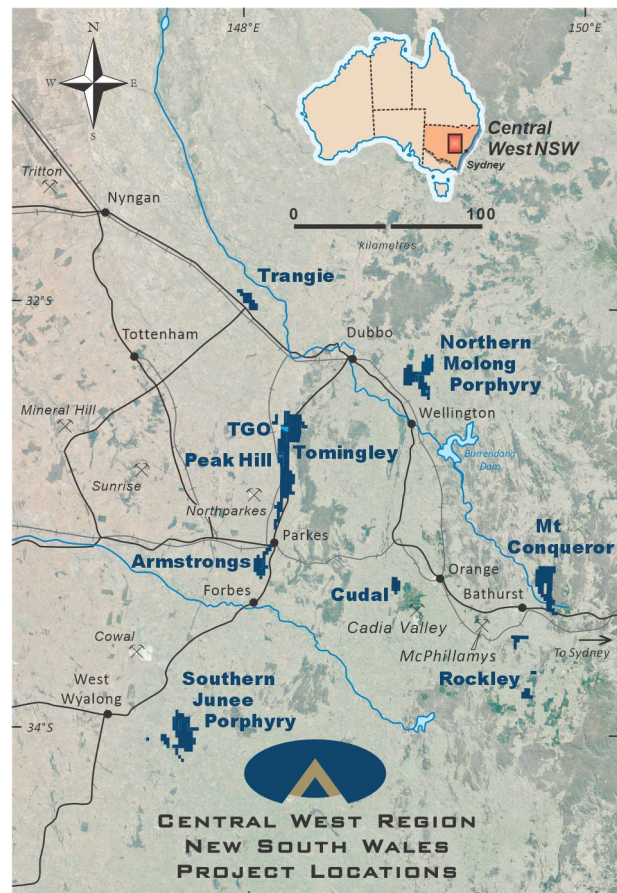 148°E
150°E
N
W
E
S
Central
West NSW
Sydney
Tritton
Nyngan
0
100
kilometres
Trangie
32°S
Tottenham
Dubbo
Northern
Molong
Porphyry
Mineral Hill
Wellington
TGO
Tomingley
Peak Hill
Burrendong
Dam
Sunrise
Northparkes
Parkes
Mt
Conqueror
Armstrongs
Orange
Forbes
Cudal
Bathurst
Cadia Valley
Cowal
McPhillamys
To Sydney
West
Wyalong
Southern
Junee
Porphyry
Rockley
34°S
CENTRAL WEST REGION
NEW SOUTH WALES
PROJECT LOCATIONS